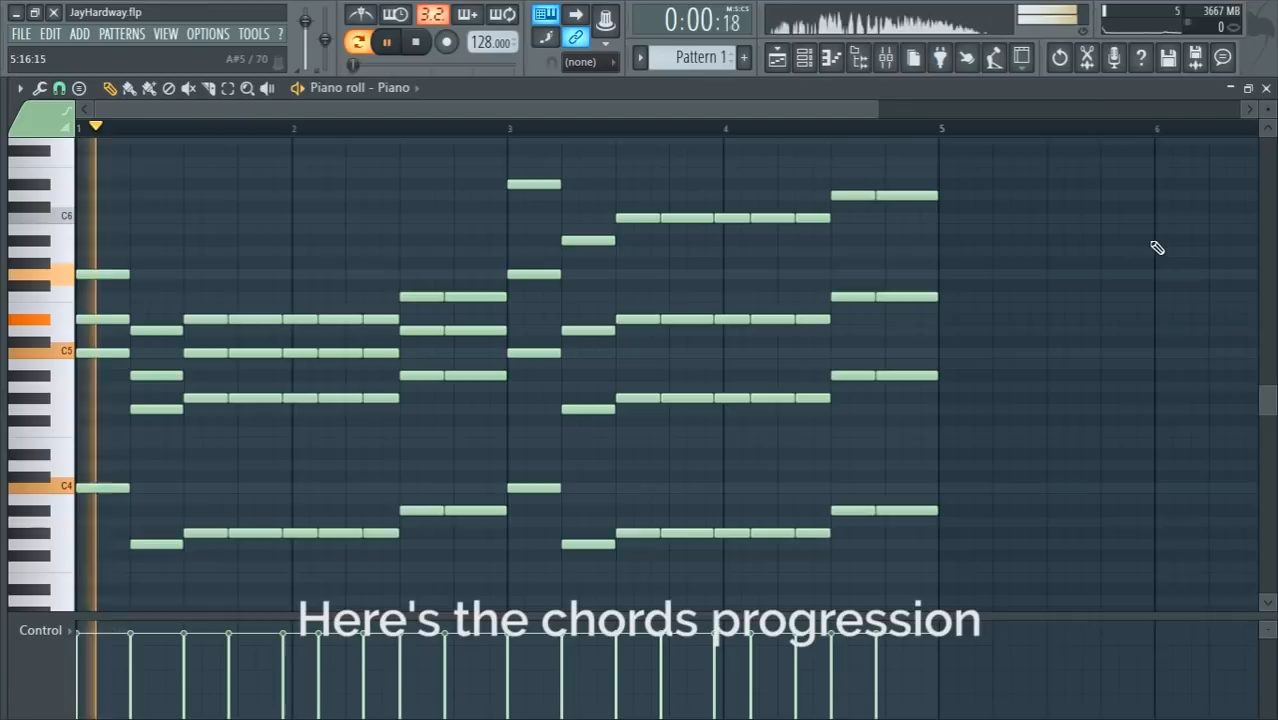 JayHardway.flp
FILE EDIT ADD PATTERNS VIEW OPTIONS TOOLS ?
5:16:15 A#5 / 70
3.2.
128.000
M:S:CS
0:00:18
(none)
Pattern 1
5
3667 MB
0
Piano roll - Piano
1 2 3 4 5 6
C6
C5
C4
Here's the chords progression
Control